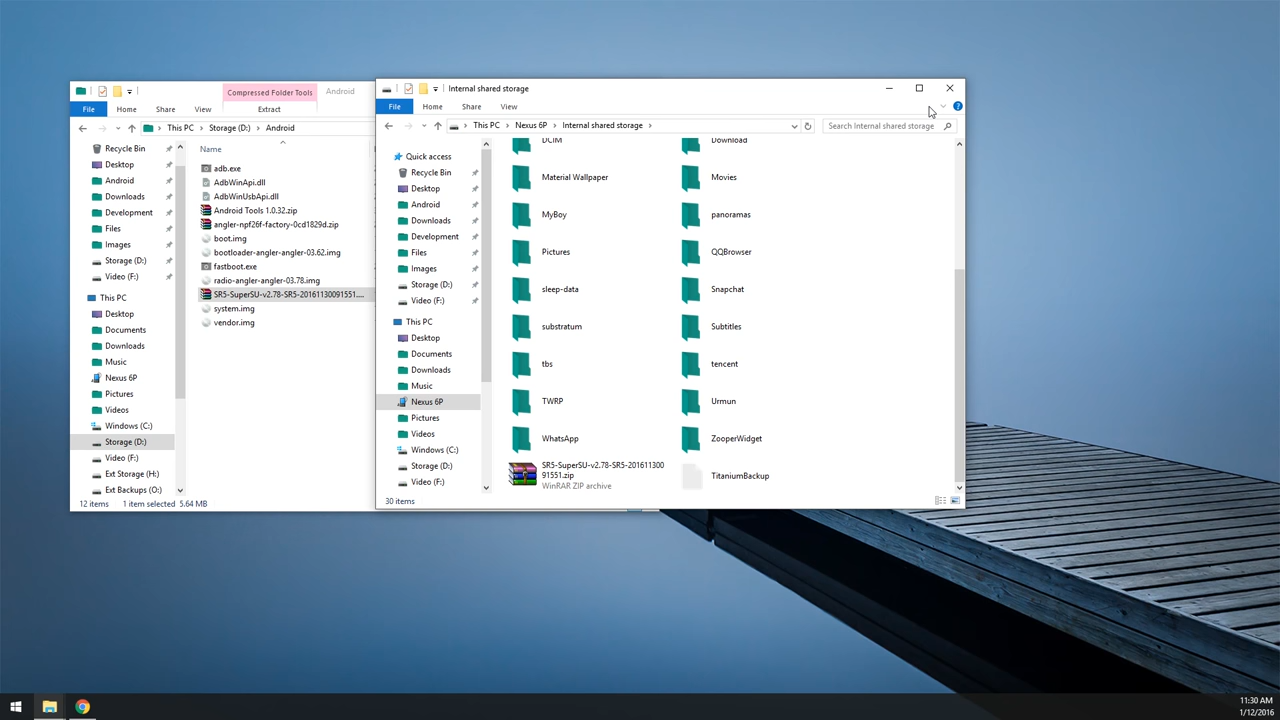 Compressed Folder Tools
Android
File
Home
Share
View
Extract
This PC
Storage (D:)
Android
Recycle Bin
Desktop
Android
Downloads
Development
Files
Images
Storage (D:)
Video (F:)
This PC
Desktop
Documents
Downloads
Music
Nexus 6P
Pictures
Videos
Windows (C:)
Storage (D:)
Video (F:)
Ext Storage (H:)
Ext Backups (O:)
Name
adb.exe
AdbWinApi.dll
AdbWinUsbApi.dll
Android Tools 1.0.32.zip
angler-npf26f-factory-0cd1829d.zip
boot.img
bootloader-angler-angler-03.62.img
fastboot.exe
radio-angler-angler-03.78.img
SR5-SuperSU-v2.78-SR5-20161130091551....
system.img
vendor.img
12 items
1 item selected
5.64 MB
Internal shared storage
File
Home
Share
View
?
This PC
Nexus 6P
Internal shared storage
Search Internal shared storage
Quick access
Recycle Bin
Desktop
Android
Downloads
Development
Files
Images
Storage (D:)
Video (F:)
This PC
Desktop
Documents
Downloads
Music
Nexus 6P
Pictures
Videos
Windows (C:)
Storage (D:)
Video (F:)
DCIM
Download
Material Wallpaper
Movies
MyBoy
panoramas
Pictures
QQBrowser
sleep-data
Snapchat
substratum
Subtitles
tbs
tencent
TWRP
Urmun
WhatsApp
ZooperWidget
SR5-SuperSU-v2.78-SR5-201611300
91551.zip
WinRAR ZIP archive
TitaniumBackup
30 items
11:30 AM
1/12/2016